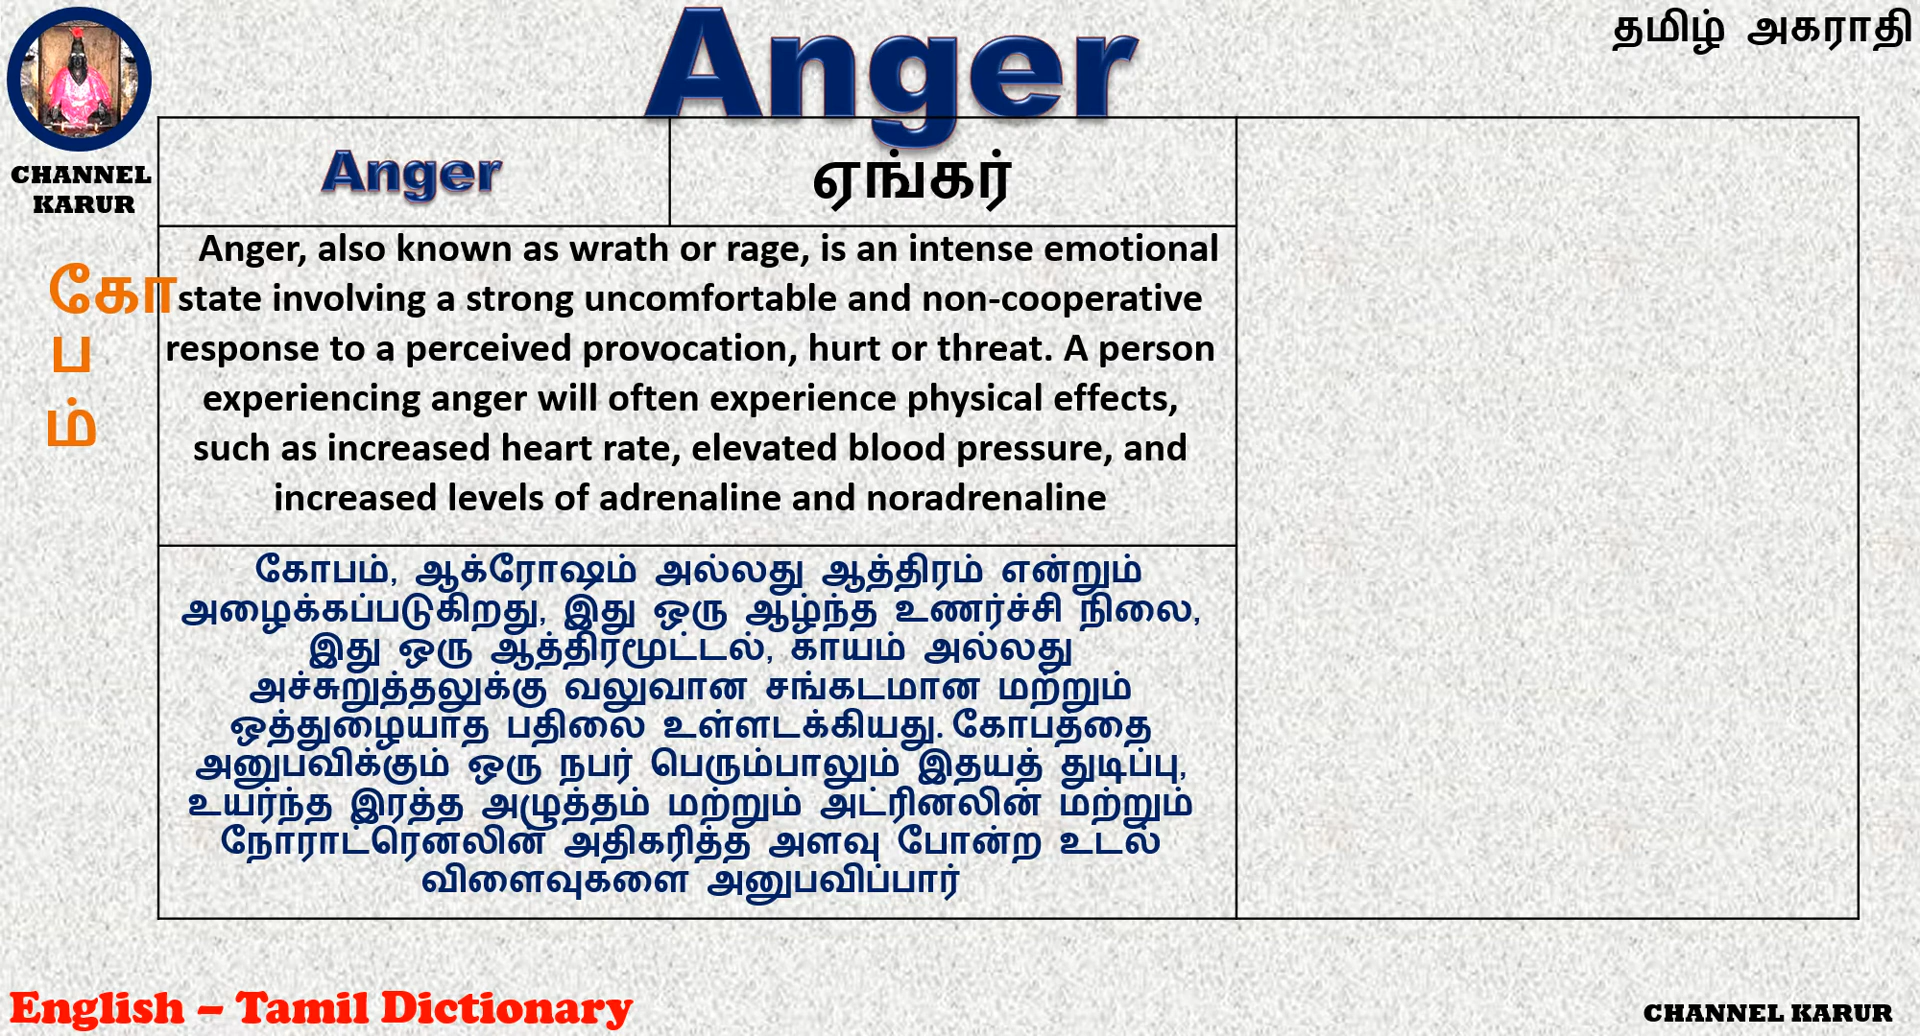 தமிழ் அகராதி
Anger
CHANNEL
KARUR
Anger
ஏங்கர்
கோ
ப
ம்
Anger, also known as wrath or rage, is an intense emotional
state involving a strong uncomfortable and non-cooperative
response to a perceived provocation, hurt or threat. A person
experiencing anger will often experience physical effects,
such as increased heart rate, elevated blood pressure, and
increased levels of adrenaline and noradrenaline
கோபம், ஆக்ரோஷம் அல்லது ஆத்திரம் என்றும்
அழைக்கப்படுகிறது, இது ஒரு ஆழ்ந்த உணர்ச்சி நிலை,
இது ஒரு ஆத்திரமூட்டல், காயம் அல்லது
அச்சுறுத்தலுக்கு வலுவான சங்கடமான மற்றும்
ஒத்துழையாத பதிலை உள்ளடக்கியது. கோபத்தை
அனுபவிக்கும் ஒரு நபர் பெரும்பாலும் இதயத் துடிப்பு,
உயர்ந்த இரத்த அழுத்தம் மற்றும் அட்ரினலின் மற்றும்
நோராட்ரெனலின் அதிகரித்த அளவு போன்ற உடல்
விளைவுகளை அனுபவிப்பார்
English – Tamil Dictionary
CHANNEL KARUR